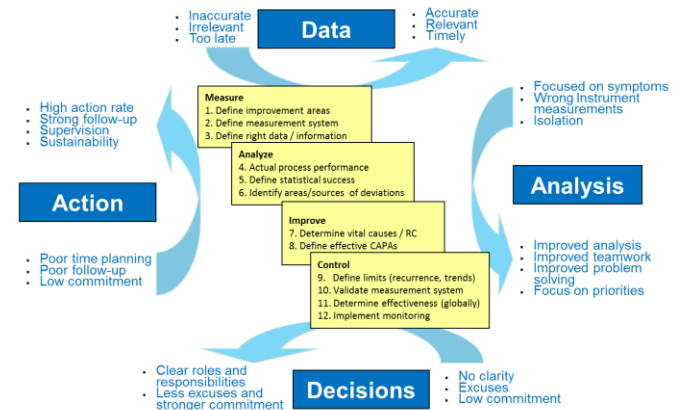 • Inaccurate
• Irrelevant
• Too late
Data
• Accurate
• Relevant
• Timely
• High action rate
• Strong follow-up
• Supervision
• Sustainability
Measure
1. Define improvement areas
2. Define measurement system
3. Define right data / information
• Focused on symptoms
• Wrong Instrument
measurements
• Isolation
Analyze
4. Actual process performance
5. Define statistical success
6. Identify areas/sources of deviations
Action
Analysis
Improve
7. Determine vital causes / RC
8. Define effective CAPAs
• Poor time planning
• Poor follow-up
• Low commitment
Control
9. Define limits (recurrence, trends)
10. Validate measurement system
11. Determine effectiveness (globally)
12. Implement monitoring
• Improved analysis
• Improved teamwork
• Improved problem
solving
• Focus on priorities
• Clear roles and
responsibilities
• Less excuses and
stronger commitment
Decisions
• No clarity
• Excuses
• Low commitment